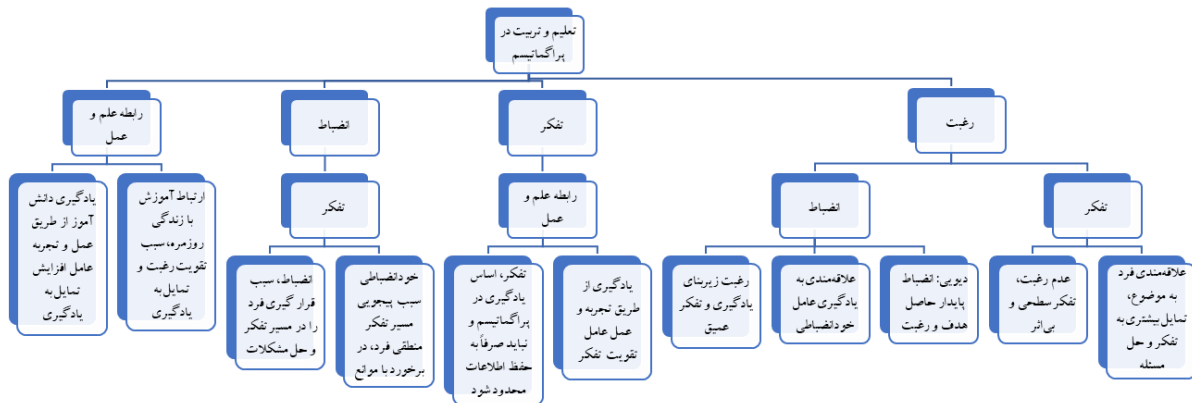 تعلیم و تربیت در
پراگماتیسم
رغبت
تفکر
انضباط
رابطه علم و
عمل
تفکر
انضباط
رابطه علم و
عمل
تفکر
علاقه‌مندی فرد
به موضوع،
تمایل بیشتری به
تفکر و حل
مسئله
عدم رغبت،
تفکر سطحی و
بی‌اثر
دیویی: انضباط
پایدار حاصل
هدف و رغبت
علاقه‌مندی به
یادگیری عامل
خودانضباطی
رغبت زیربنای
یادگیری و تفکر
عمیق
یادگیری از
طریق تجربه و
عمل عامل
تقویت تفکر
تفکر، اساس
یادگیری در
پراگماتیسم و
نباید صرفاً به
حفظ اطلاعات
محدود شود
خودانضباطی
سبب پیجویی
مسیر تفکر
منطقی فرد، در
برخورد با موانع
انضباط، سبب
قرار گیری فرد
را در مسیر تفکر
و حل مشکلات
ارتباط آموزش
با زندگی
روزمره، سبب
تقویت رغبت و
تمایل به
یادگیری
یادگیری دانش
آموز از طریق
عمل و تجربه
عامل افزایش
تمایل به
یادگیری